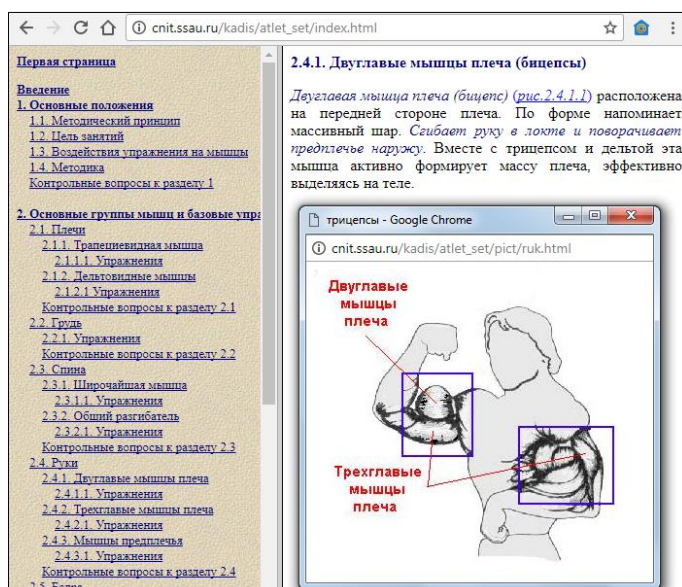 cnit.ssau.ru/kadis/atlet_set/index.html
Первая страница
Введение
1. Основные положения
1.1. Методический принцип
1.2. Цель занятий
1.3. Воздействия упражнения на мышцы
1.4. Методика
Контрольные вопросы к разделу 1
2. Основные группы мышц и базовые упра
2.1. Плечи
2.1.1. Трапециевидная мышца
2.1.1.1. Упражнения
2.1.2. Дельтовидные мышцы
2.1.2.1 Упражнения
Контрольные вопросы к разделу 2.1
2.2. Грудь
2.2.1. Упражнения
Контрольные вопросы к разделу 2.2
2.3. Спина
2.3.1. Широчайшая мышца
2.3.1.1. Упражнения
2.3.2. Общий разгибатель
2.3.2.1. Упражнения
Контрольные вопросы к разделу 2.3
2.4. Руки
2.4.1. Двуглавые мышцы плеча
2.4.1.1. Упражнения
2.4.2. Трехглавые мышцы плеча
2.4.2.1. Упражнения
2.4.3. Мышцы предплечья
2.4.3.1. Упражнения
Контрольные вопросы к разделу 2.4
2.4.1. Двуглавые мышцы плеча (бицепсы)
Двуглавая мышца плеча (бицепс) (рис.2.4.1.1) расположена
на передней стороне плеча. По форме напоминает
массивный шар. Сгибает руку в локте и поворачивает
предплечье наружу. Вместе с трицепсом и дельтой эта
мышца активно формирует массу плеча, эффективно
выделяясь на теле.
трицепсы - Google Chrome
cnit.ssau.ru/kadis/atlet_set/pict/ruk.html
Двуглавые
мышцы
плеча
Трехглавые
мышцы
плеча